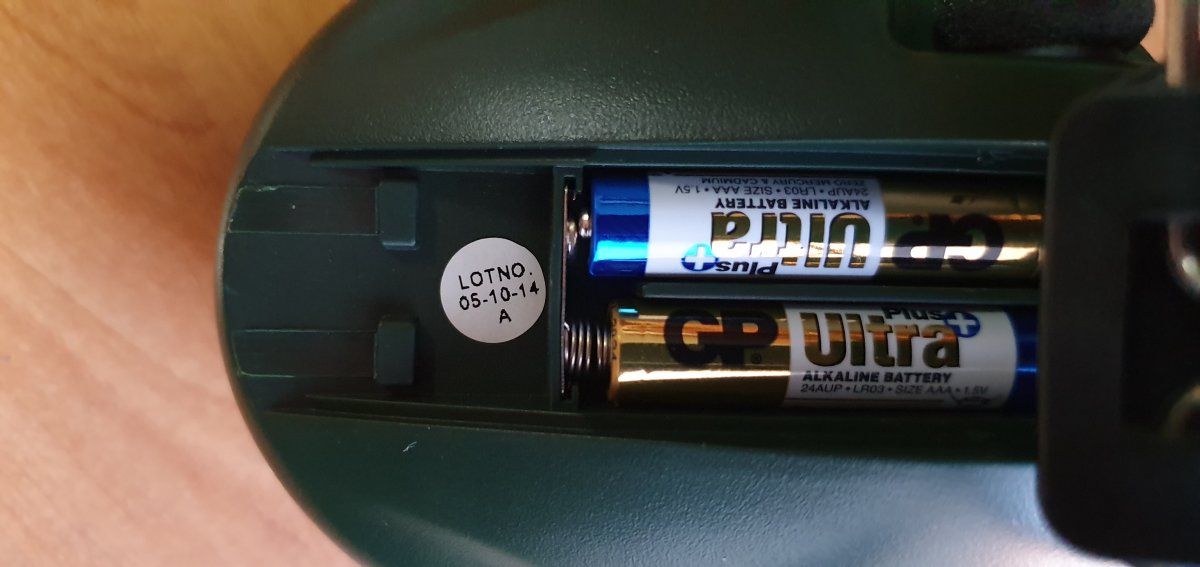 LOTNO.
05-10-14
A
GP Ultra
Plus+
ALKALINE BATTERY
24AUP • LR03 • SIZE AAA • 1.5V
ZERO MERCURY & CADMIUM
GP® Ultra
Plus+
ALKALINE BATTERY
24AUP • LR03 • SIZE AAA • 1.5V